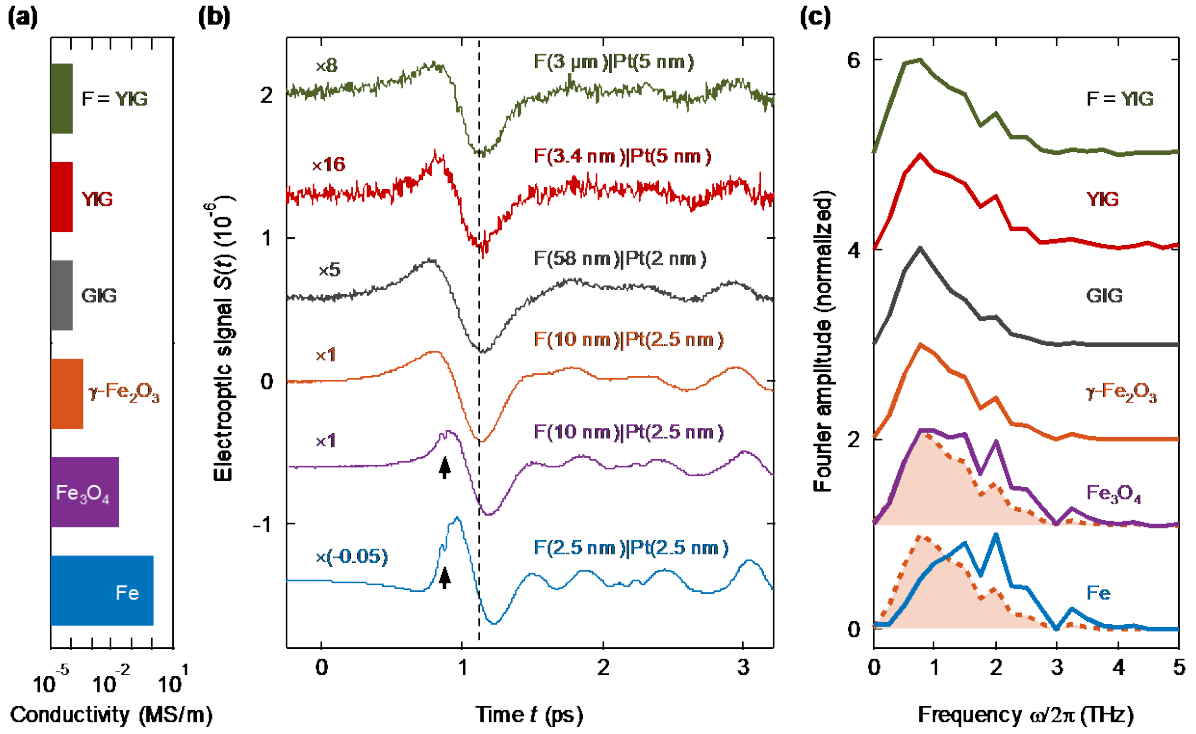 (a)
F = YIG
YIG
GIG
γ-Fe₂O₃
Fe₃O₄
Fe
10⁻⁵ 10⁻² 10¹
Conductivity (MS/m)
(b)
×8 F(3 μm)|Pt(5 nm)
×16 F(3.4 nm)|Pt(5 nm)
×5 F(58 nm)|Pt(2 nm)
×1 F(10 nm)|Pt(2.5 nm)
×1 F(10 nm)|Pt(2.5 nm)
×(-0.05) F(2.5 nm)|Pt(2.5 nm)
2
1
0
-1
Electrooptic signal S(t) (10⁻⁶)
0 1 2 3
Time t (ps)
(c)
F = YIG
YIG
GIG
γ-Fe₂O₃
Fe₃O₄
Fe
6
4
2
0
Fourier amplitude (normalized)
0 1 2 3 4 5
Frequency ω/2π (THz)